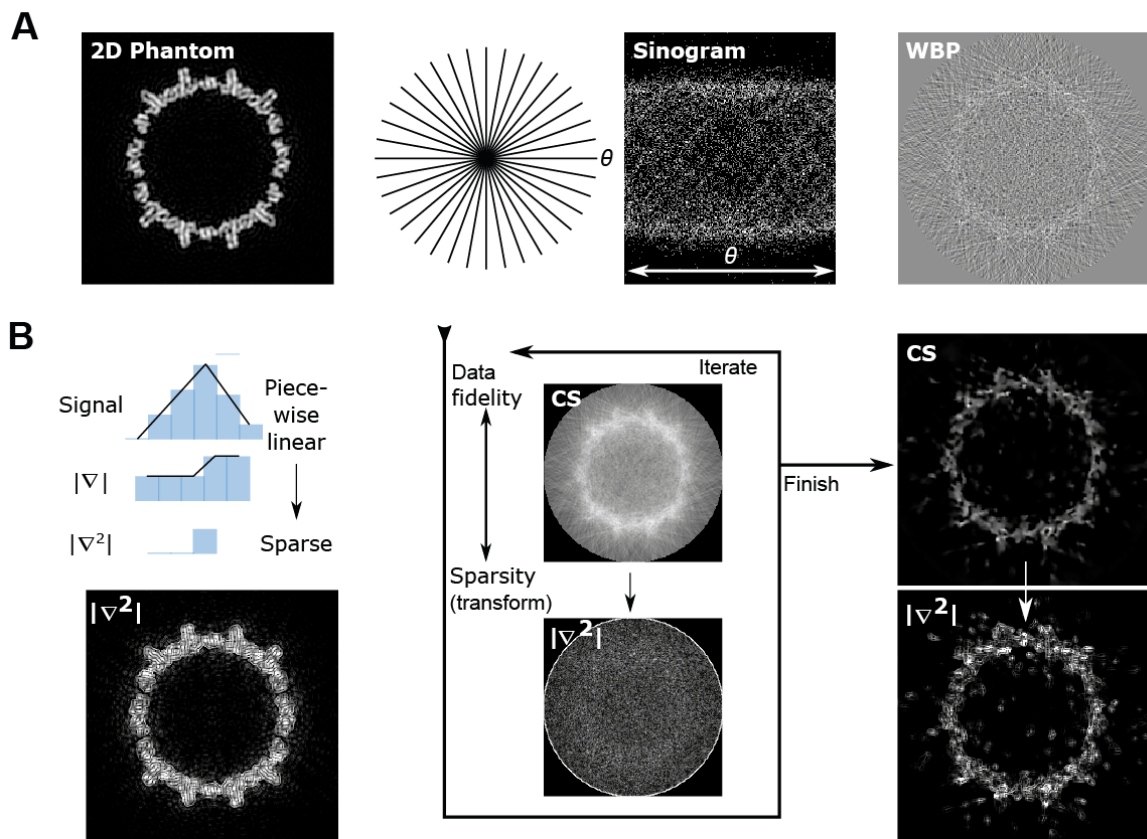 A
2D Phantom
θ
Sinogram
θ
WBP
B
Signal
Piece-
wise
linear
|∇|
|∇²|
Sparse
|∇²|
Iterate
Data
fidelity
CS
Sparsity
(transform)
|∇²|
Finish
CS
|∇²|